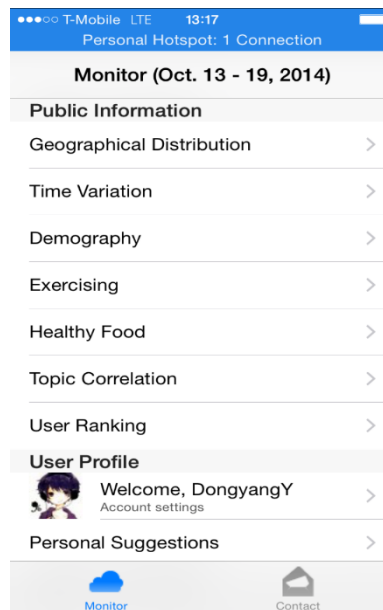 T-Mobile LTE 13:17
Personal Hotspot: 1 Connection
Monitor (Oct. 13 - 19, 2014)
Public Information
Geographical Distribution
Time Variation
Demography
Exercising
Healthy Food
Topic Correlation
User Ranking
User Profile
Welcome, DongyangY
Account settings
Personal Suggestions
Monitor Contact